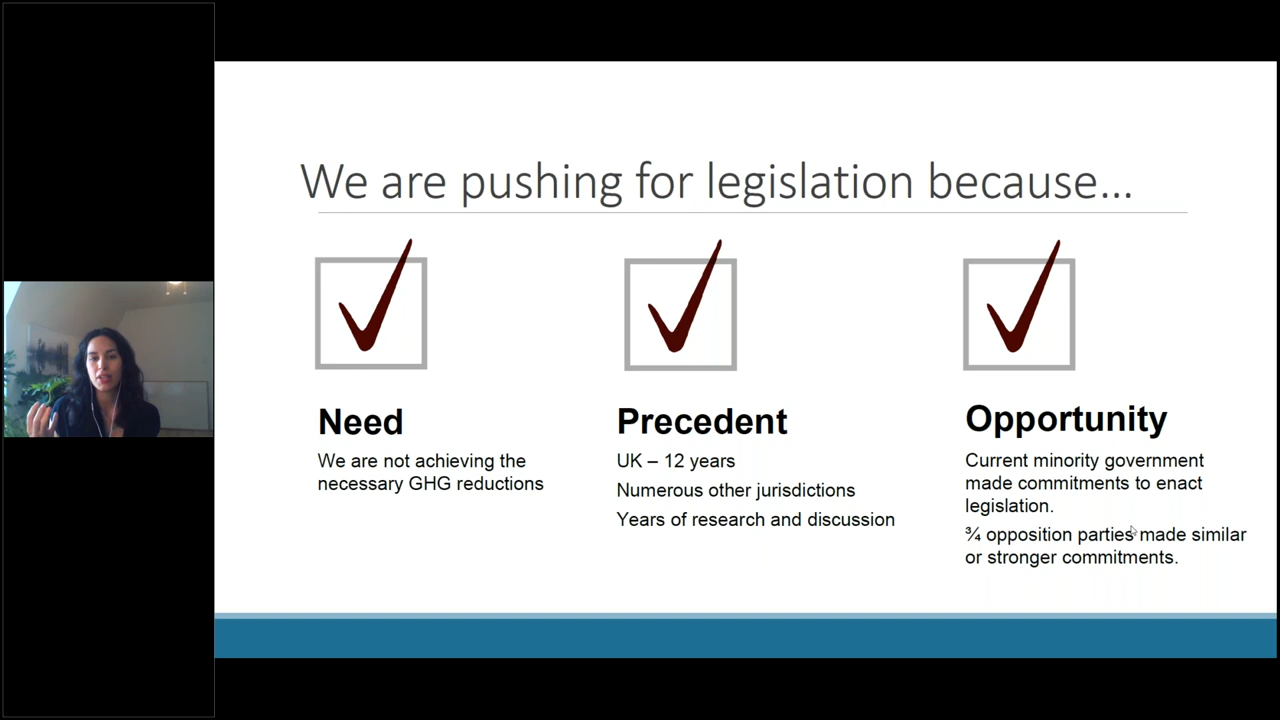 We are pushing for legislation because...
Need
We are not achieving the
necessary GHG reductions
Precedent
UK – 12 years
Numerous other jurisdictions
Years of research and discussion
Opportunity
Current minority government
made commitments to enact
legislation.
¾ opposition parties made similar
or stronger commitments.